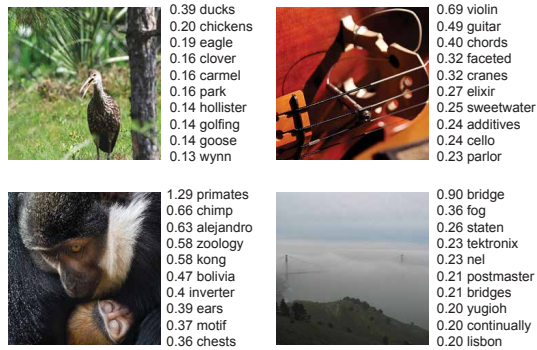 0.39 ducks
0.20 chickens
0.19 eagle
0.16 clover
0.16 carmel
0.16 park
0.14 hollister
0.14 golfing
0.14 goose
0.13 wynn
0.69 violin
0.49 guitar
0.40 chords
0.32 faceted
0.32 cranes
0.27 elixir
0.25 sweetwater
0.24 additives
0.24 cello
0.23 parlor
1.29 primates
0.66 chimp
0.63 alejandro
0.58 zoology
0.58 kong
0.47 bolivia
0.4 inverter
0.39 ears
0.37 motif
0.36 chests
0.90 bridge
0.36 fog
0.26 staten
0.23 tektronix
0.23 nel
0.21 postmaster
0.21 bridges
0.20 yugioh
0.20 continually
0.20 lisbon